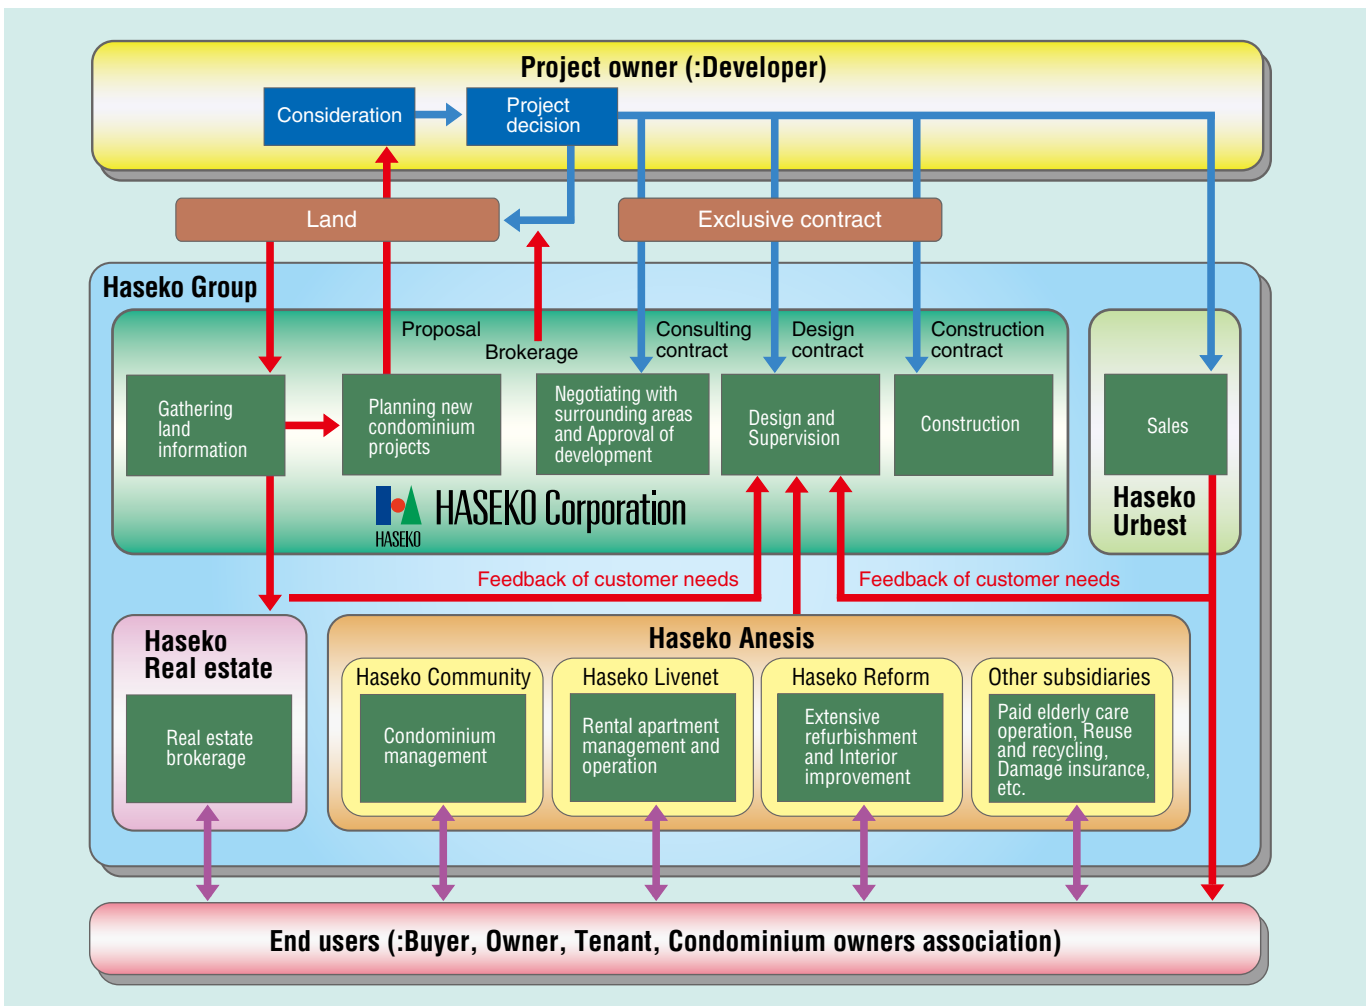 Project owner (:Developer)
Consideration
Project
decision
Land
Exclusive contract
Haseko Group
Proposal
Brokerage
Consulting
contract
Design
contract
Construction
contract
Gathering
land
information
Planning new
condominium
projects
Negotiating with
surrounding areas
and Approval of
development
Design and
Supervision
Construction
Sales
HASEKO
HASEKO Corporation
Haseko
Urbest
Feedback of customer needs
Feedback of customer needs
Haseko
Real estate
Real estate
brokerage
Haseko Anesis
Haseko Community
Condominium
management
Haseko Livenet
Rental apartment
management and
operation
Haseko Reform
Extensive
refurbishment
and Interior
improvement
Other subsidiaries
Paid elderly care
operation, Reuse
and recycling,
Damage insurance,
etc.
End users (:Buyer, Owner, Tenant, Condominium owners association)